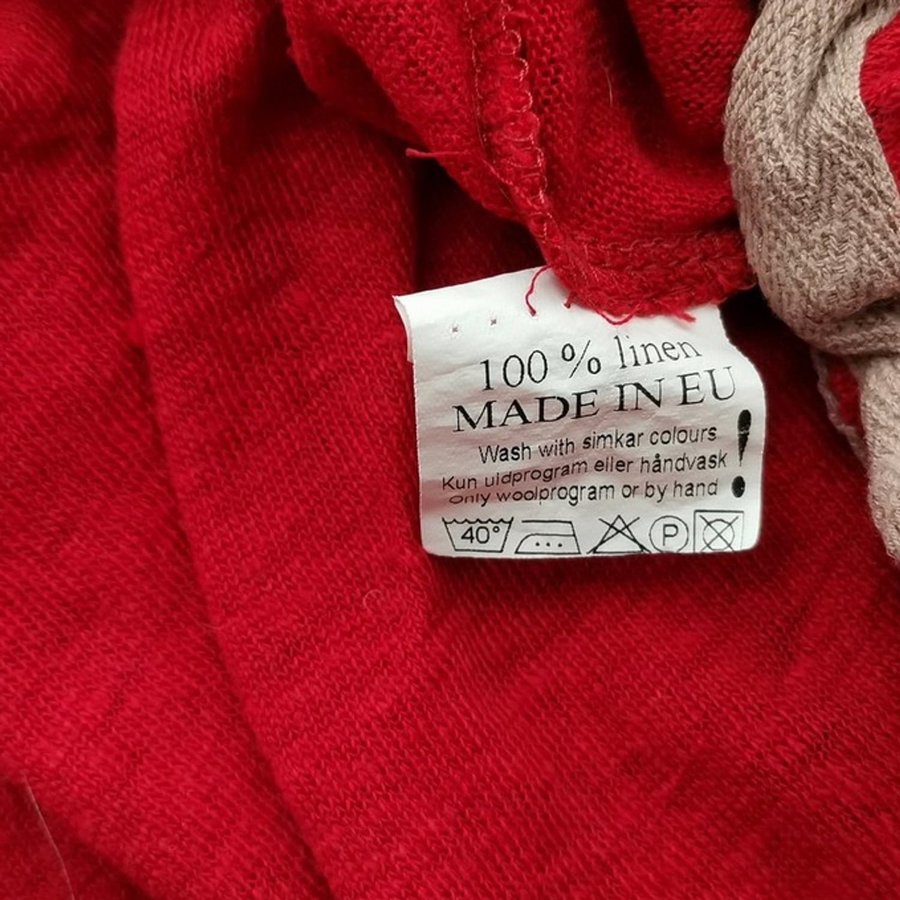 100 % linen
MADE IN EU
Wash with simkar colours
Kun uldprogram eller håndvask
only woolprogram or by hand
!
40° P